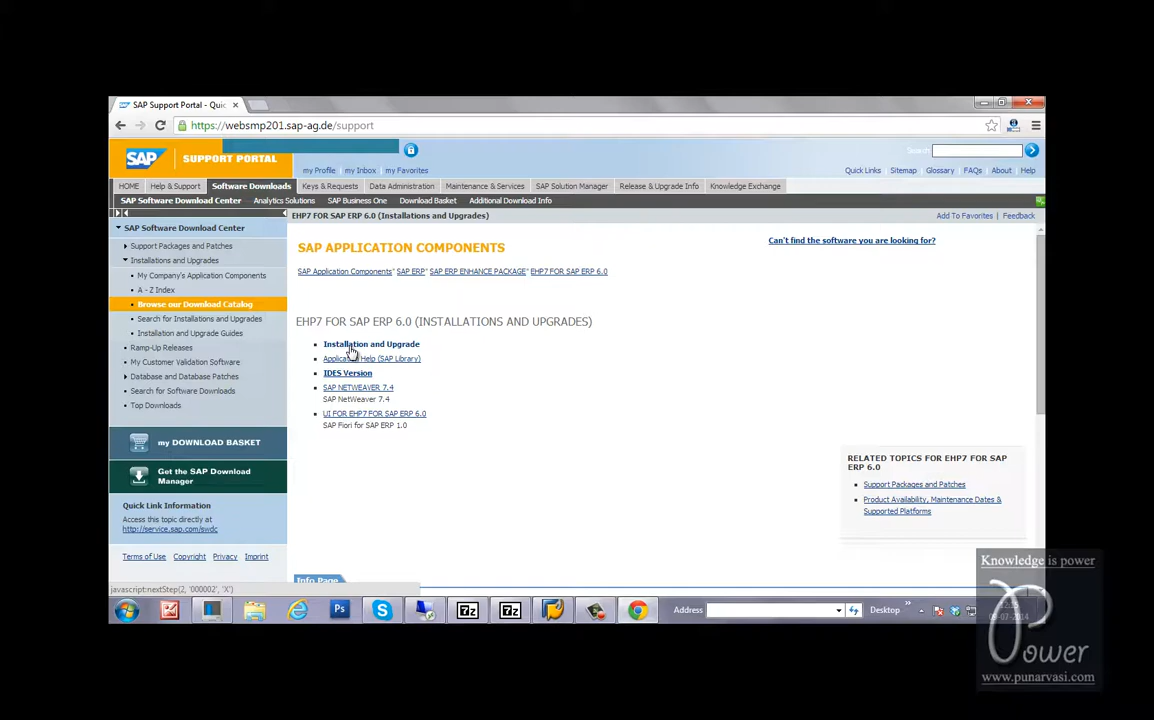 SAP Support Portal - Quic
https://websmp201.sap-ag.de/support
SAP SUPPORT PORTAL
Search
my Profile my Inbox my Favorites
Quick Links Sitemap Glossary FAQs About Help
HOME Help & Support Software Downloads Keys & Requests Data Administration Maintenance & Services SAP Solution Manager Release & Upgrade Info Knowledge Exchange
SAP Software Download Center Analytics Solutions SAP Business One Download Basket Additional Download Info
EHP7 FOR SAP ERP 6.0 (Installations and Upgrades)
Add To Favorites Feedback
SAP Software Download Center
Support Packages and Patches
Installations and Upgrades
My Company's Application Components
A - Z Index
Browse our Download Catalog
Search for Installations and Upgrades
Installation and Upgrade Guides
Ramp-Up Releases
My Customer Validation Software
Database and Database Patches
Search for Software Downloads
Top Downloads
my DOWNLOAD BASKET
Get the SAP Download
Manager
Quick Link Information
Access this topic directly at
http://service.sap.com/swdc
Terms of Use Copyright Privacy Imprint
SAP APPLICATION COMPONENTS
Can't find the software you are looking for?
SAP Application Components" SAP ERP" SAP ERP ENHANCE PACKAGE" EHP7 FOR SAP ERP 6.0
EHP7 FOR SAP ERP 6.0 (INSTALLATIONS AND UPGRADES)
Installation and Upgrade
Application Help (SAP Library)
IDES Version
SAP NETWEAVER 7.4
SAP NetWeaver 7.4
UI FOR EHP7 FOR SAP ERP 6.0
SAP Fiori for SAP ERP 1.0
RELATED TOPICS FOR EHP7 FOR SAP
ERP 6.0
Support Packages and Patches
Product Availability, Maintenance Dates &
Supported Platforms
Info Page
javascript:nextStep(2, '000002', 'X')
Ps
7z
7z
Address
Desktop
09-07-2014
Knowledge is power
Power
www.punarvasi.com